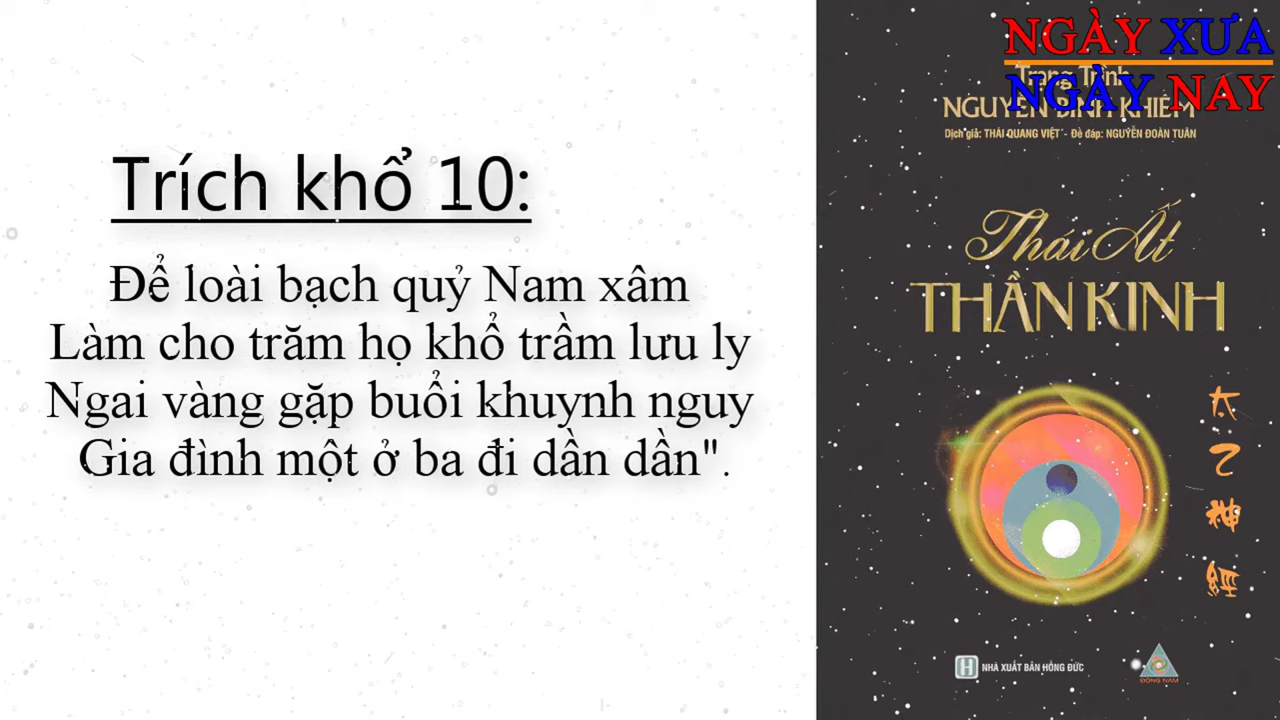 Trích khổ 10:
Để loài bạch quỷ Nam xâm
Làm cho trăm họ khổ trầm lưu ly
Ngai vàng gặp buổi khuynh nguy
Gia đình một ở ba đi dần dần".
NGÀY XƯA
NGÀY NAY
Trạng Trình
NGUYỄN BỈNH KHIÊM
Dịch giả: THÁI QUANG VIỆT - Đề đáp: NGUYỄN ĐOÀN TUÂN
Thái Ất
THẦN KINH
太
乙
神
經
NHÀ XUẤT BẢN HỒNG ĐỨC
ĐÔNG NAM